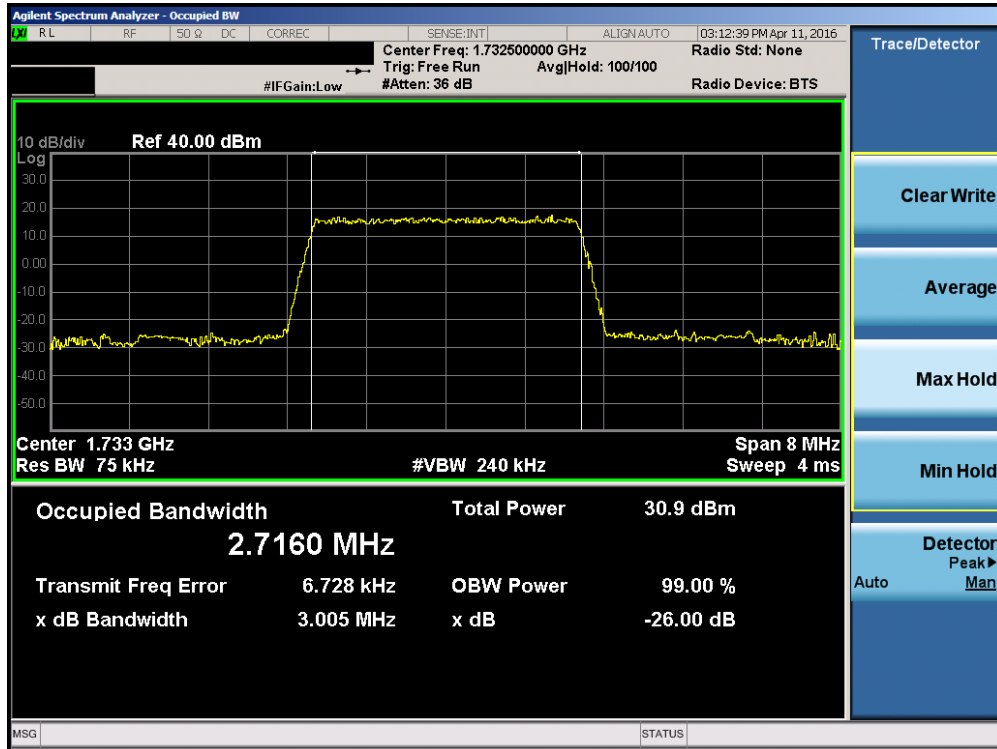 Agilent Spectrum Analyzer - Occupied BW
LXI RL RF 50 Ω DC CORREC SENSE:INT ALIGN AUTO 03:12:39 PM Apr 11, 2016
Center Freq: 1.732500000 GHz Radio Std: None
Trig: Free Run Avg|Hold: 100/100
#IFGain:Low #Atten: 36 dB Radio Device: BTS
10 dB/div Ref 40.00 dBm
Log
30.0
20.0
10.0
0.00
-10.0
-20.0
-30.0
-40.0
-50.0
Center 1.733 GHz Span 8 MHz
Res BW 75 kHz #VBW 240 kHz Sweep 4 ms
Occupied Bandwidth Total Power 30.9 dBm
2.7160 MHz
Transmit Freq Error 6.728 kHz OBW Power 99.00 %
x dB Bandwidth 3.005 MHz x dB -26.00 dB
MSG STATUS
Trace/Detector
Clear Write
Average
Max Hold
Min Hold
Detector
Peak▶
Auto Man